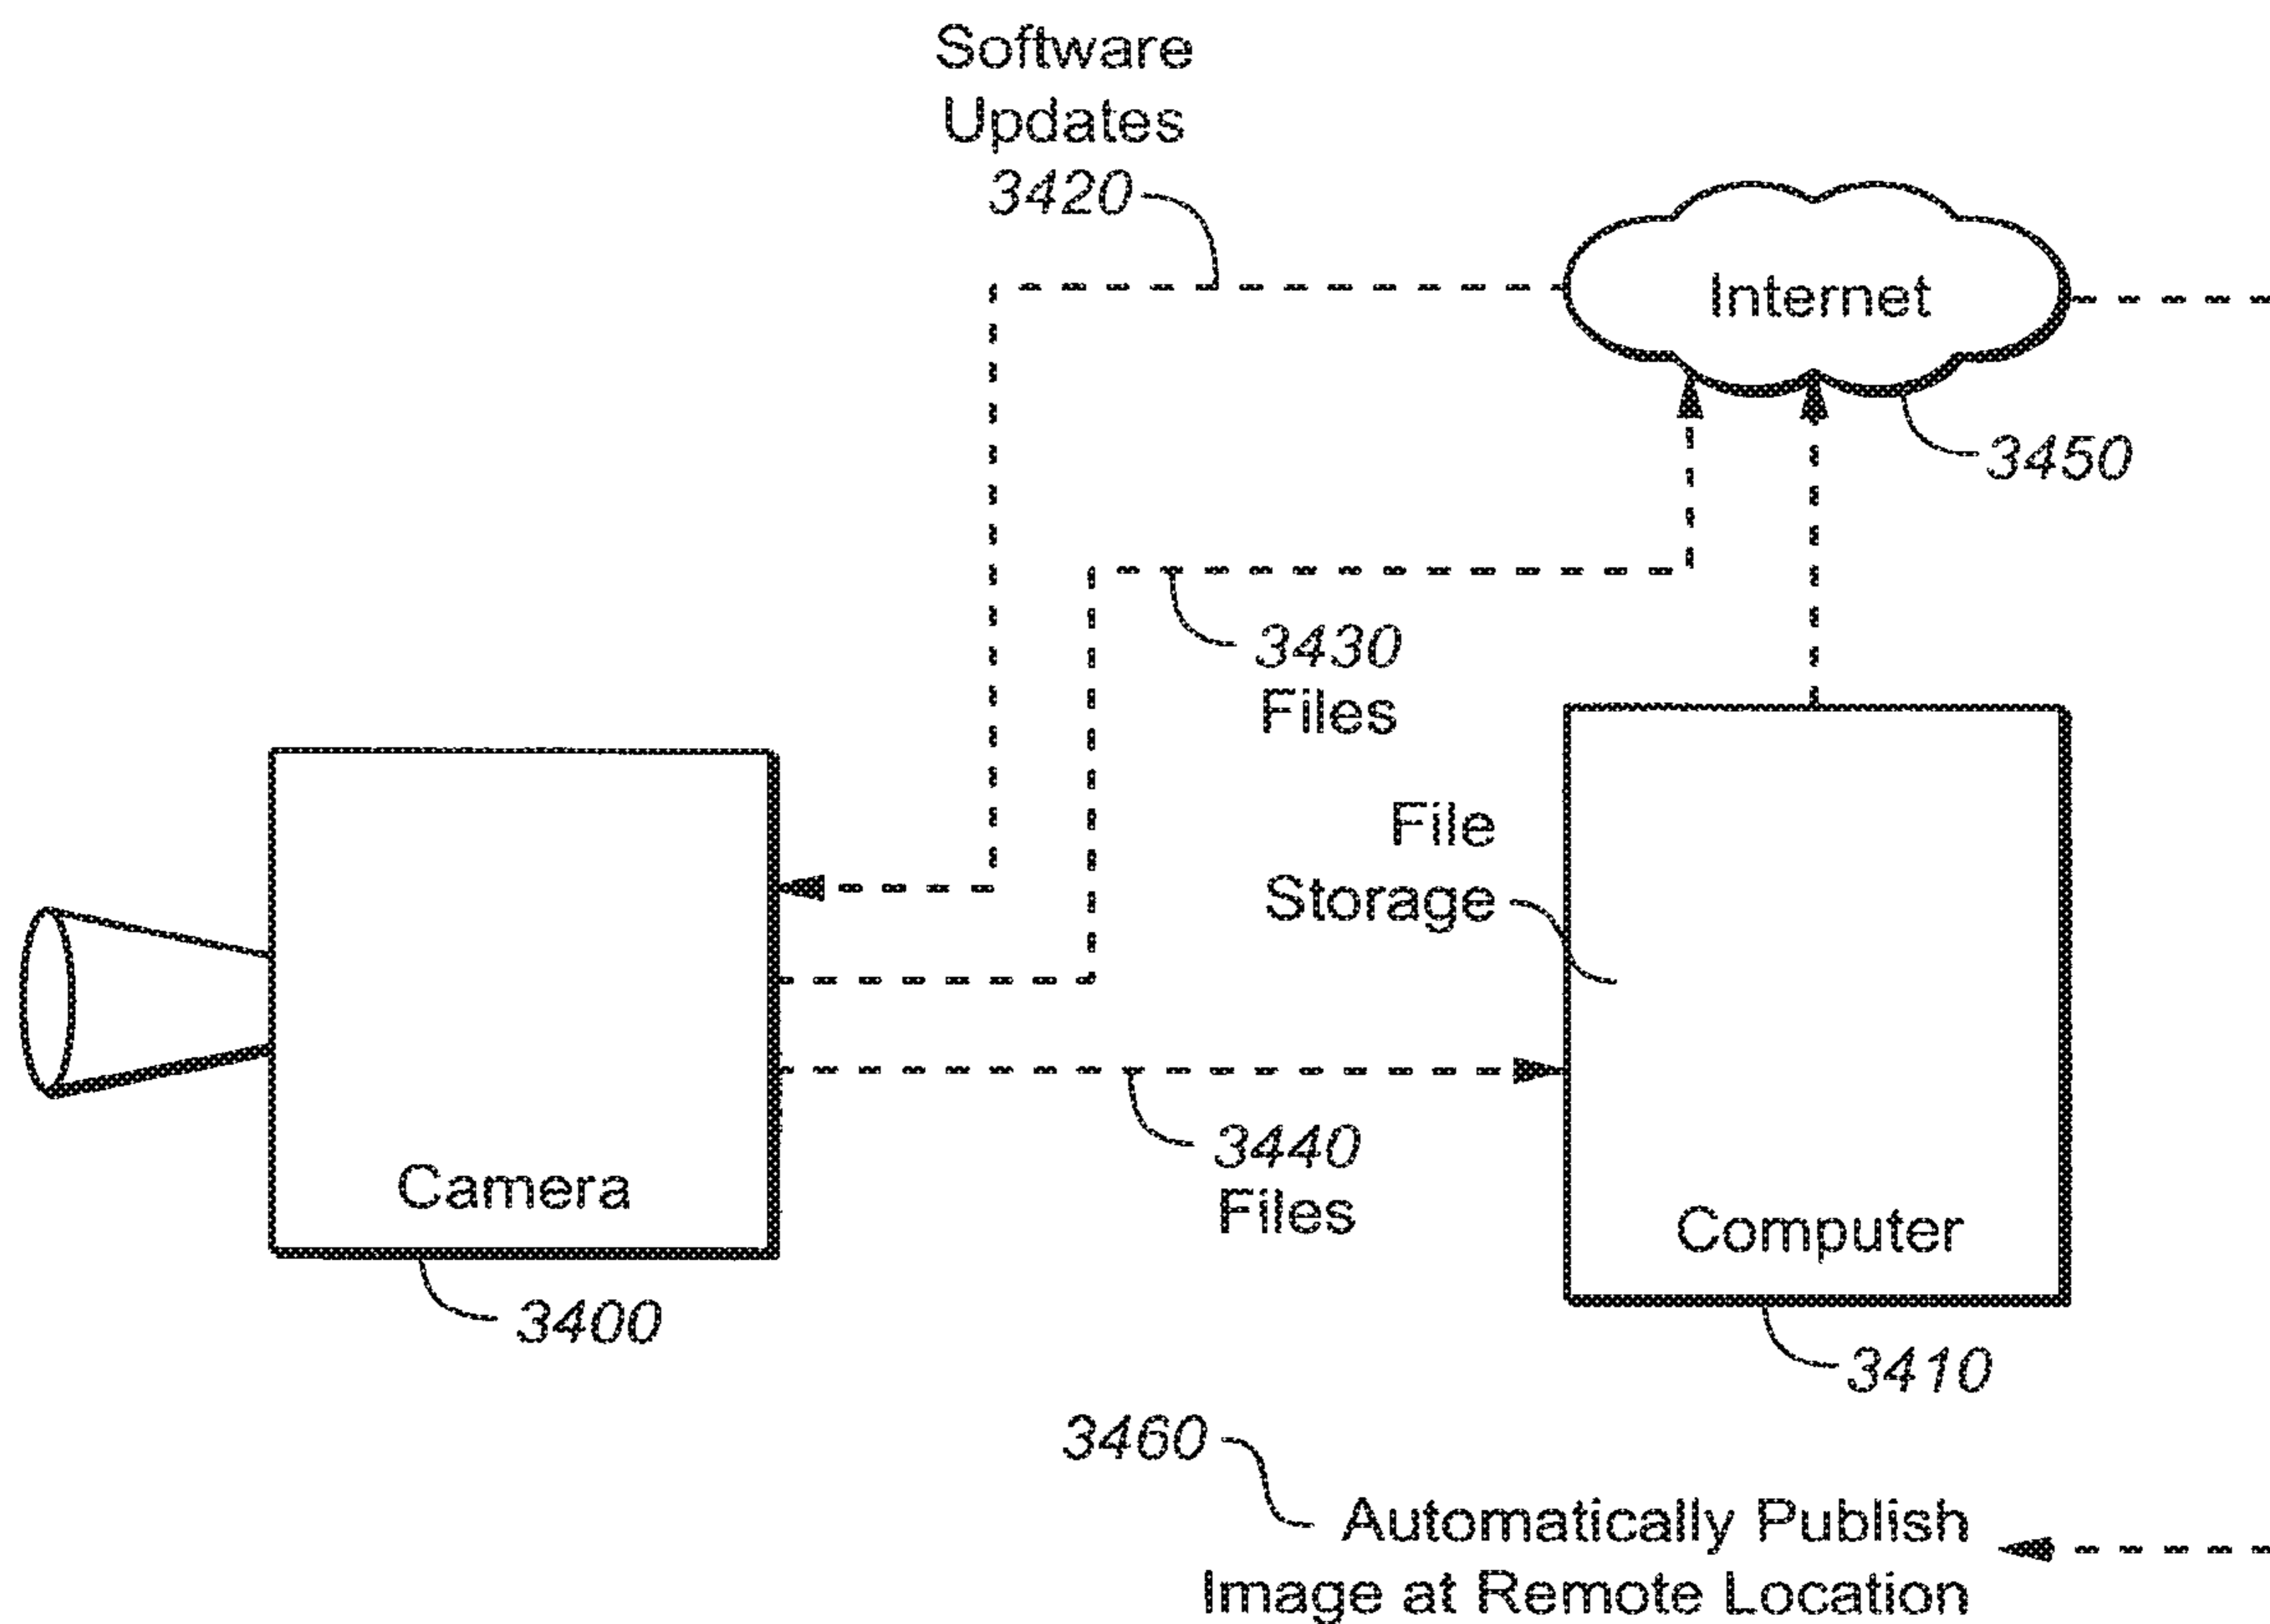 Software
Updates
3420
Internet
3450
3430
Files
File
Storage
3440
Files
Camera
Computer
3400
3410
3460
Automatically Publish
Image at Remote Location